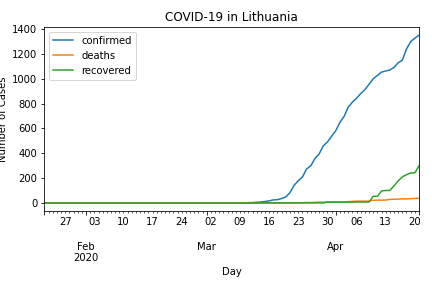 COVID-19 in Lithuania
confirmed
deaths
recovered
1400
1200
1000
800
600
400
200
0
Number of Cases
27 03 10 17 24 02 09 16 23 30 06 13 20
Feb Mar Apr
2020
Day